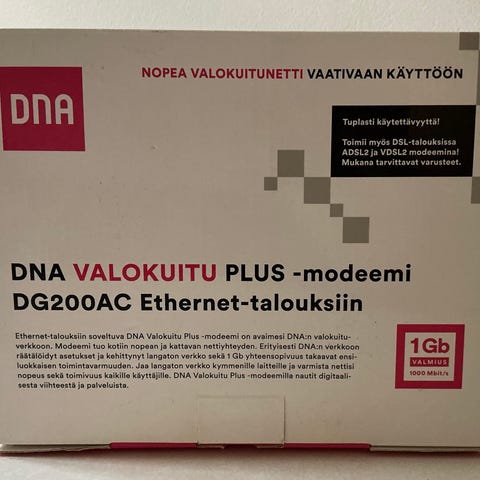 DNA
NOPEA VALOKUITUNETTI VAATIVAAN KÄYTTÖÖN
Tuplasti käytettävyyttä!
Toimii myös DSL-talouksissa
ADSL2 ja VDSL2 modeemina!
Mukana tarvittavat varusteet.
DNA VALOKUITU PLUS -modeemi
DG200AC Ethernet-talouksiin
Ethernet-talouksiin soveltuva DNA Valokuitu Plus -modeemi on avaimesi DNA:n valokuitu-
verkkoon. Modeemi tuo kotiin nopean ja kattavan nettiyhteyden. Erityisesti DNA:n verkkoon
räätälöidyt asetukset ja kehittynyt langaton verkko sekä 1 Gb yhteensopivuus takaavat ensi-
luokkaisen toimintavarmuuden. Jaa langaton verkko kymmenille laitteille ja varmista nettisi
nopeus sekä toimivuus kaikille käyttäjille. DNA Valokuitu Plus -modeemilla nautit digitaali-
sesta viihteestä ja palveluista.
1 Gb
VALMIUS
1000 Mbit/s